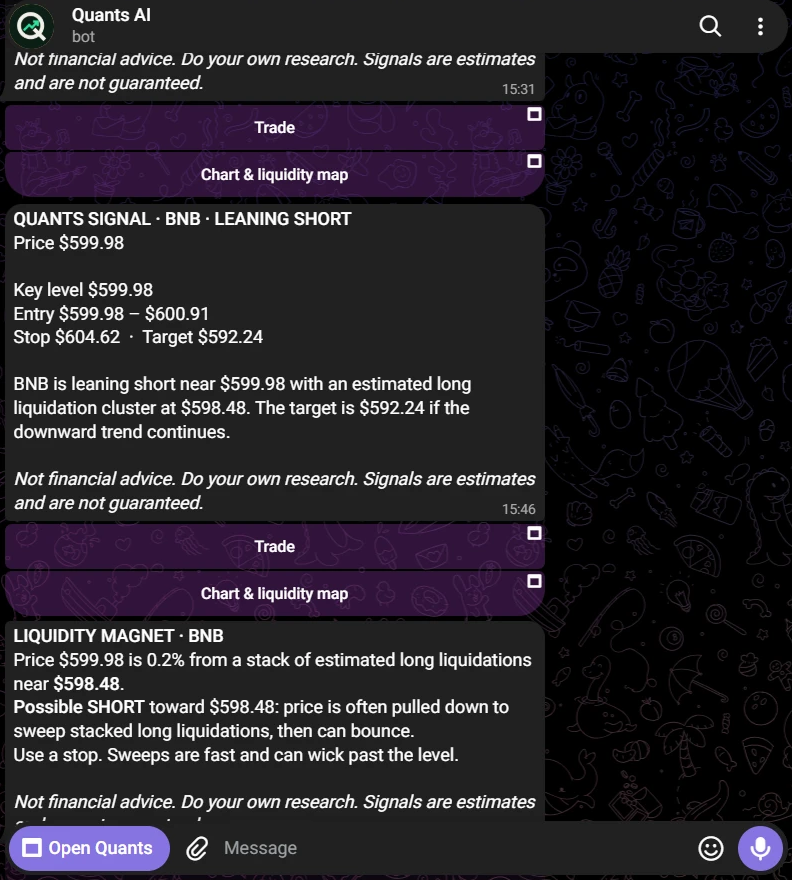 Quants AI
bot
Not financial advice. Do your own research. Signals are estimates
and are not guaranteed.
15:31
Trade
Chart & liquidity map
QUANTS SIGNAL · BNB · LEANING SHORT
Price $599.98
Key level $599.98
Entry $599.98 – $600.91
Stop $604.62 · Target $592.24
BNB is leaning short near $599.98 with an estimated long
liquidation cluster at $598.48. The target is $592.24 if the
downward trend continues.
Not financial advice. Do your own research. Signals are estimates
and are not guaranteed.
15:46
Trade
Chart & liquidity map
LIQUIDITY MAGNET · BNB
Price $599.98 is 0.2% from a stack of estimated long liquidations
near $598.48.
Possible SHORT toward $598.48: price is often pulled down to
sweep stacked long liquidations, then can bounce.
Use a stop. Sweeps are fast and can wick past the level.
Not financial advice. Do your own research. Signals are estimates
Open Quants
Message